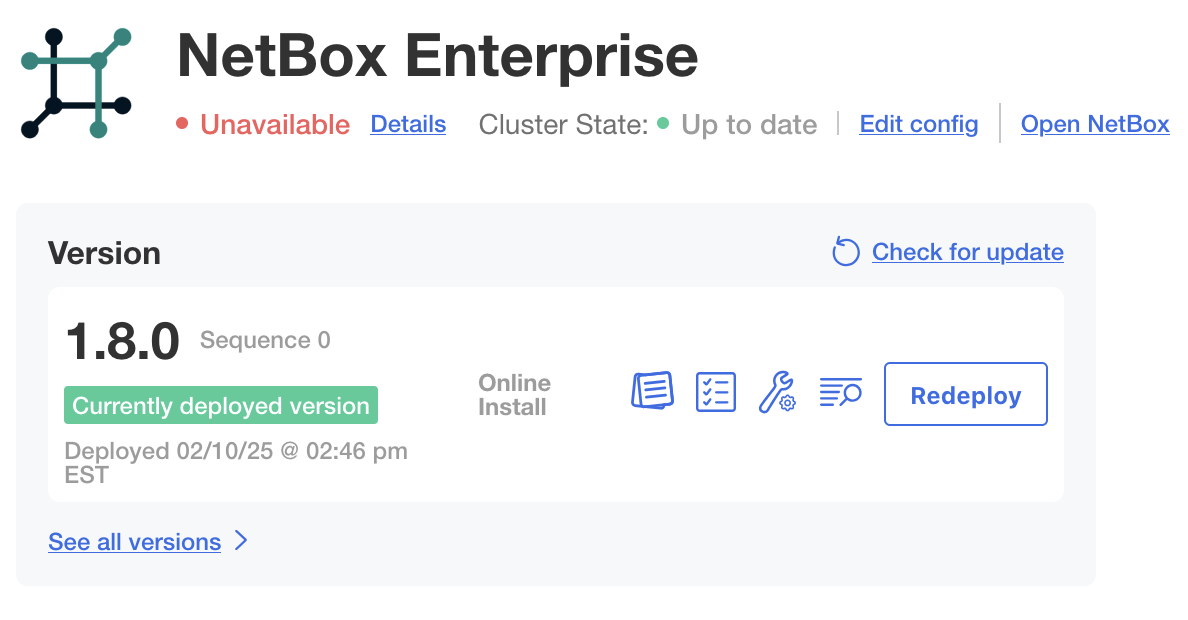 NetBox Enterprise
Unavailable Details Cluster State: Up to date Edit config Open NetBox
Version
Check for update
1.8.0 Sequence 0
Currently deployed version
Deployed 02/10/25 @ 02:46 pm
EST
Online
Install
Redeploy
See all versions